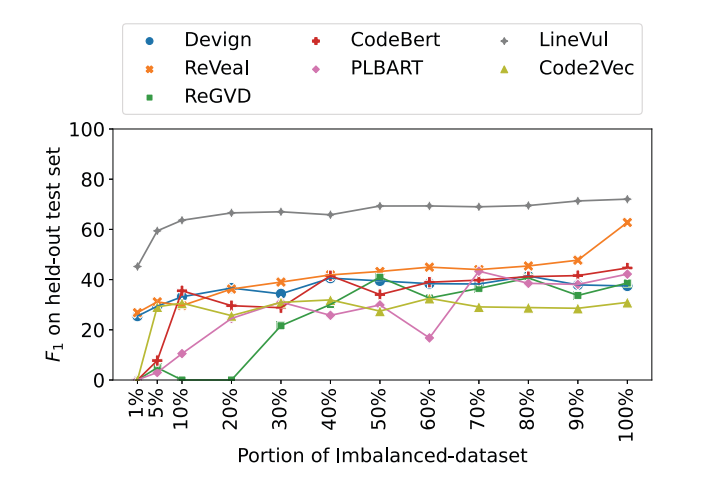 Devign
ReVeal
ReGVD
CodeBert
PLBART
LineVul
Code2Vec
100
80
60
40
20
0
F1 on held-out test set
1%
5%
10%
20%
30%
40%
50%
60%
70%
80%
90%
100%
Portion of Imbalanced-dataset